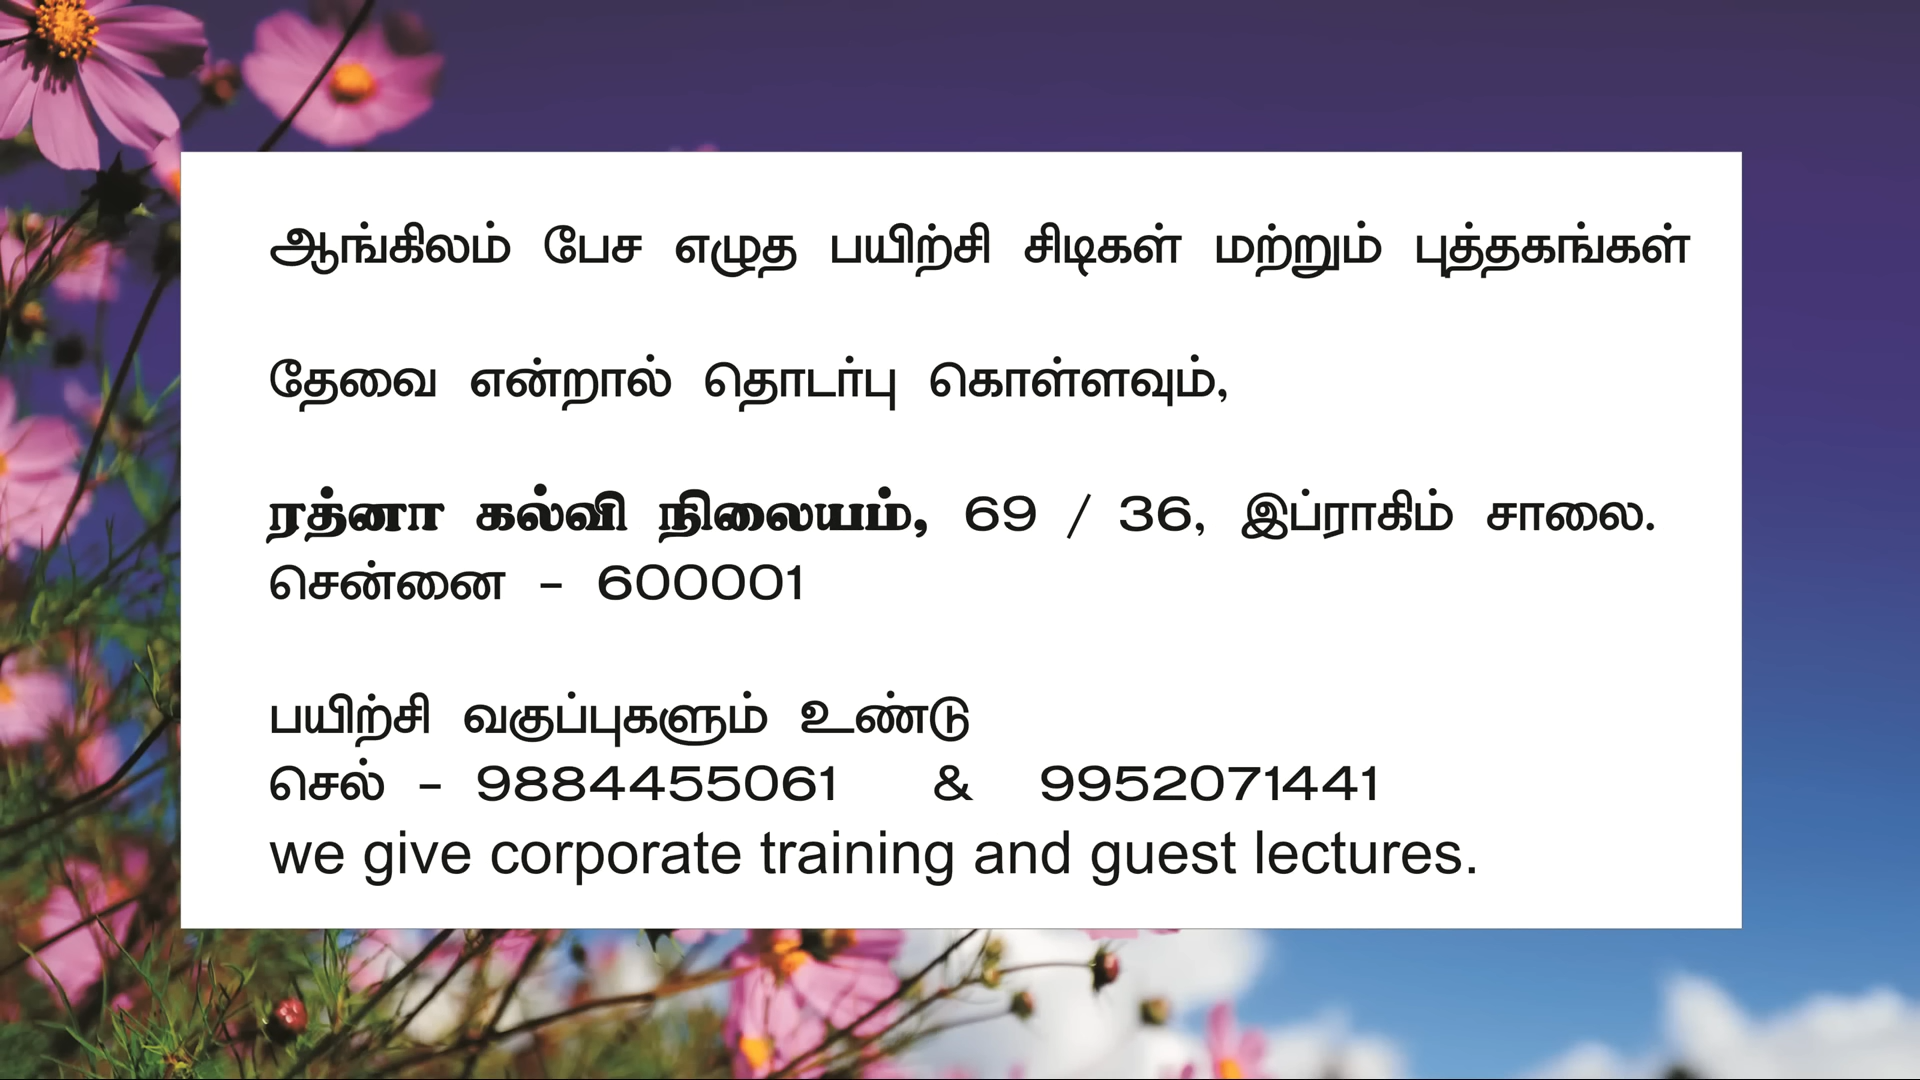 ஆங்கிலம் பேச எழுத பயிற்சி சிடிகள் மற்றும் புத்தகங்கள்
தேவை என்றால் தொடர்பு கொள்ளவும்,
ரத்னா கல்வி நிலையம், 69 / 36, இப்ராகிம் சாலை.
சென்னை - 600001
பயிற்சி வகுப்புகளும் உண்டு
செல் - 9884455061 & 9952071441
we give corporate training and guest lectures.